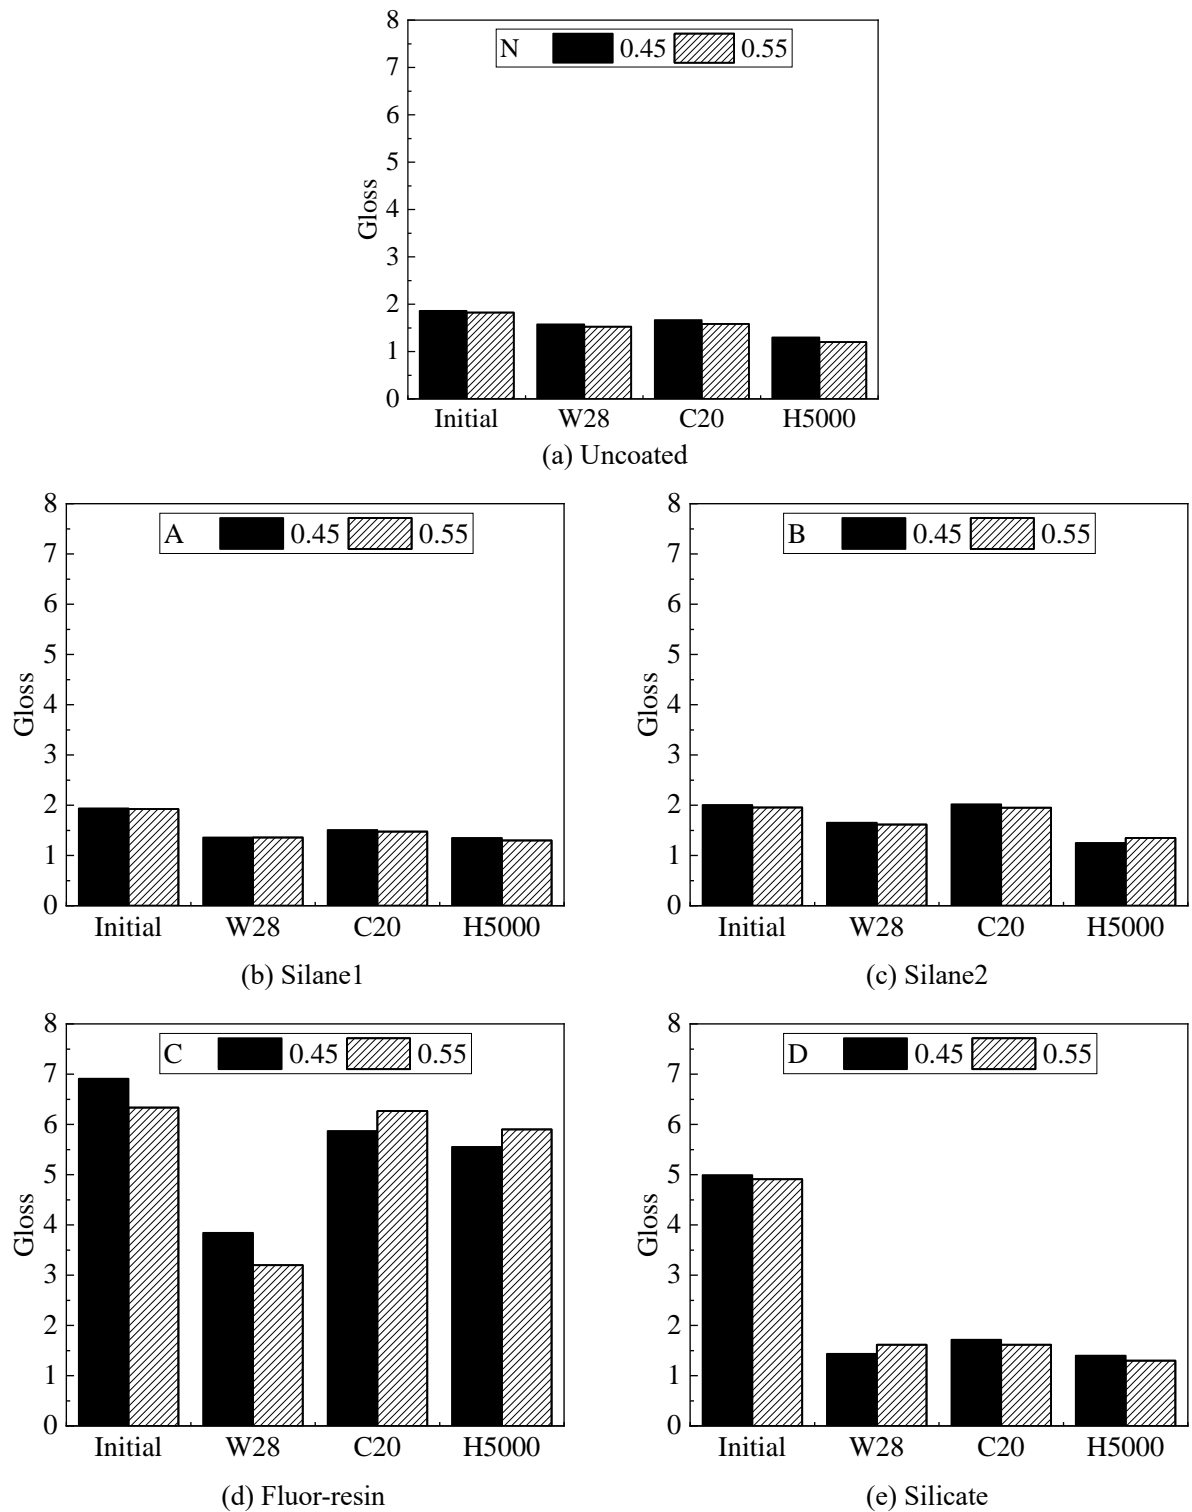 8
N 0.45 0.55
7
6
5
4
3
2
1
0
Gloss
Initial W28 C20 H5000
(a) Uncoated
8
A 0.45 0.55
7
6
5
4
3
2
1
0
Gloss
Initial W28 C20 H5000
(b) Silane1
8
B 0.45 0.55
7
6
5
4
3
2
1
0
Gloss
Initial W28 C20 H5000
(c) Silane2
8
C 0.45 0.55
7
6
5
4
3
2
1
0
Gloss
Initial W28 C20 H5000
(d) Fluor-resin
8
D 0.45 0.55
7
6
5
4
3
2
1
0
Gloss
Initial W28 C20 H5000
(e) Silicate